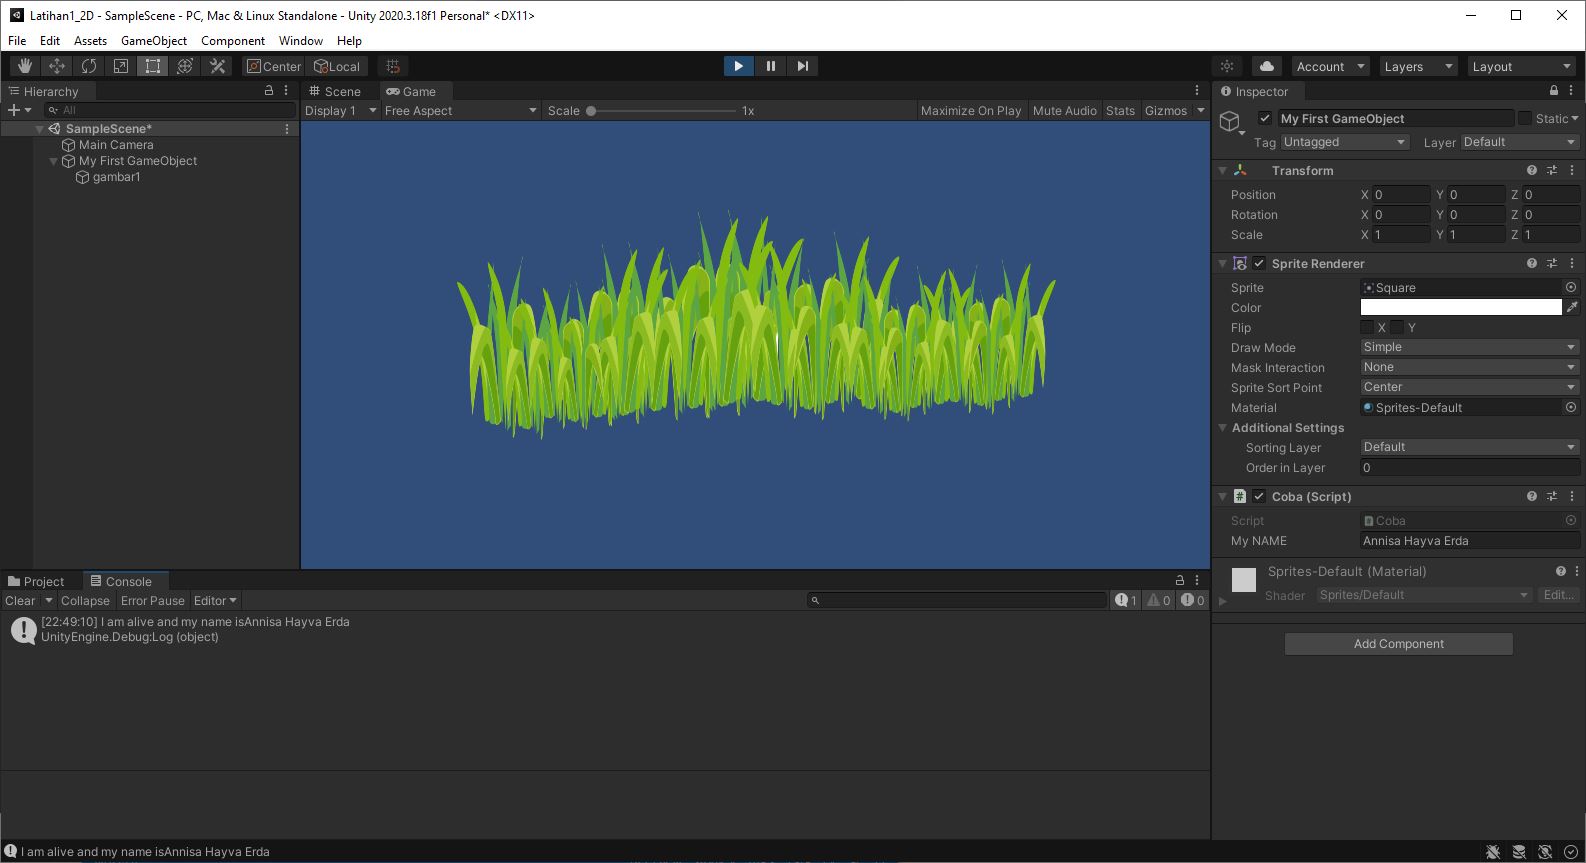 Latihan1_2D - SampleScene - PC, Mac & Linux Standalone - Unity 2020.3.18f1 Personal* <DX11>
File Edit Assets GameObject Component Window Help
Center Local Account Layers Layout
Hierarchy
All
SampleScene*
Main Camera
My First GameObject
gambar1
Scene Game
Display 1 Free Aspect Scale 1x Maximize On Play Mute Audio Stats Gizmos
Inspector
My First GameObject Static
Tag Untagged Layer Default
Transform
Position X 0 Y 0 Z 0
Rotation X 0 Y 0 Z 0
Scale X 1 Y 1 Z 1
Sprite Renderer
Sprite Square
Color
Flip X Y
Draw Mode Simple
Mask Interaction None
Sprite Sort Point Center
Material Sprites-Default
Additional Settings
Sorting Layer Default
Order in Layer 0
# Coba (Script)
Script Coba
My NAME Annisa Hayva Erda
Sprites-Default (Material)
Shader Sprites/Default Edit...
Add Component
Project Console
Clear Collapse Error Pause Editor 1 0 0
[22:49:10] I am alive and my name isAnnisa Hayva Erda
UnityEngine.Debug:Log (object)
I am alive and my name isAnnisa Hayva Erda